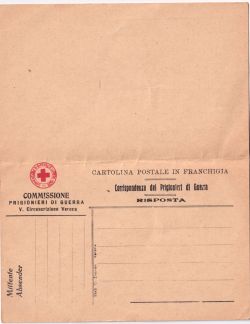 CARTOLINA POSTALE IN FRANCHIGIA
Corrispondenza dei Prigionieri di Guerra
RISPOSTA
COMMISSIONE
PRIGIONIERI DI GUERRA
V. Circoscrizione Verona
Mittente
Absender